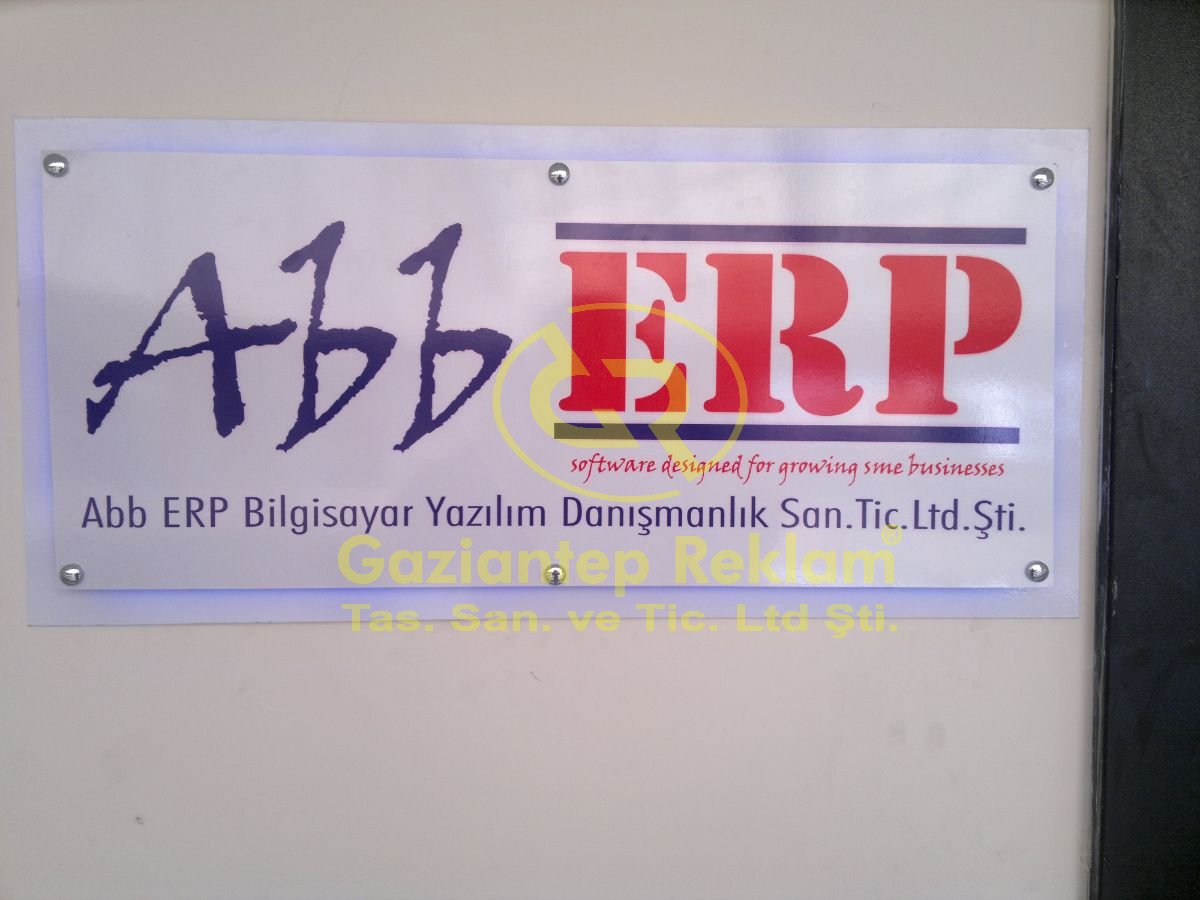 Abb ERP
software designed for growing sme businesses
Abb ERP Bilgisayar Yazılım Danışmanlık San.Tic.Ltd.Şti.
Gaziantep Reklam®
Tas. San. ve Tic. Ltd Şti.